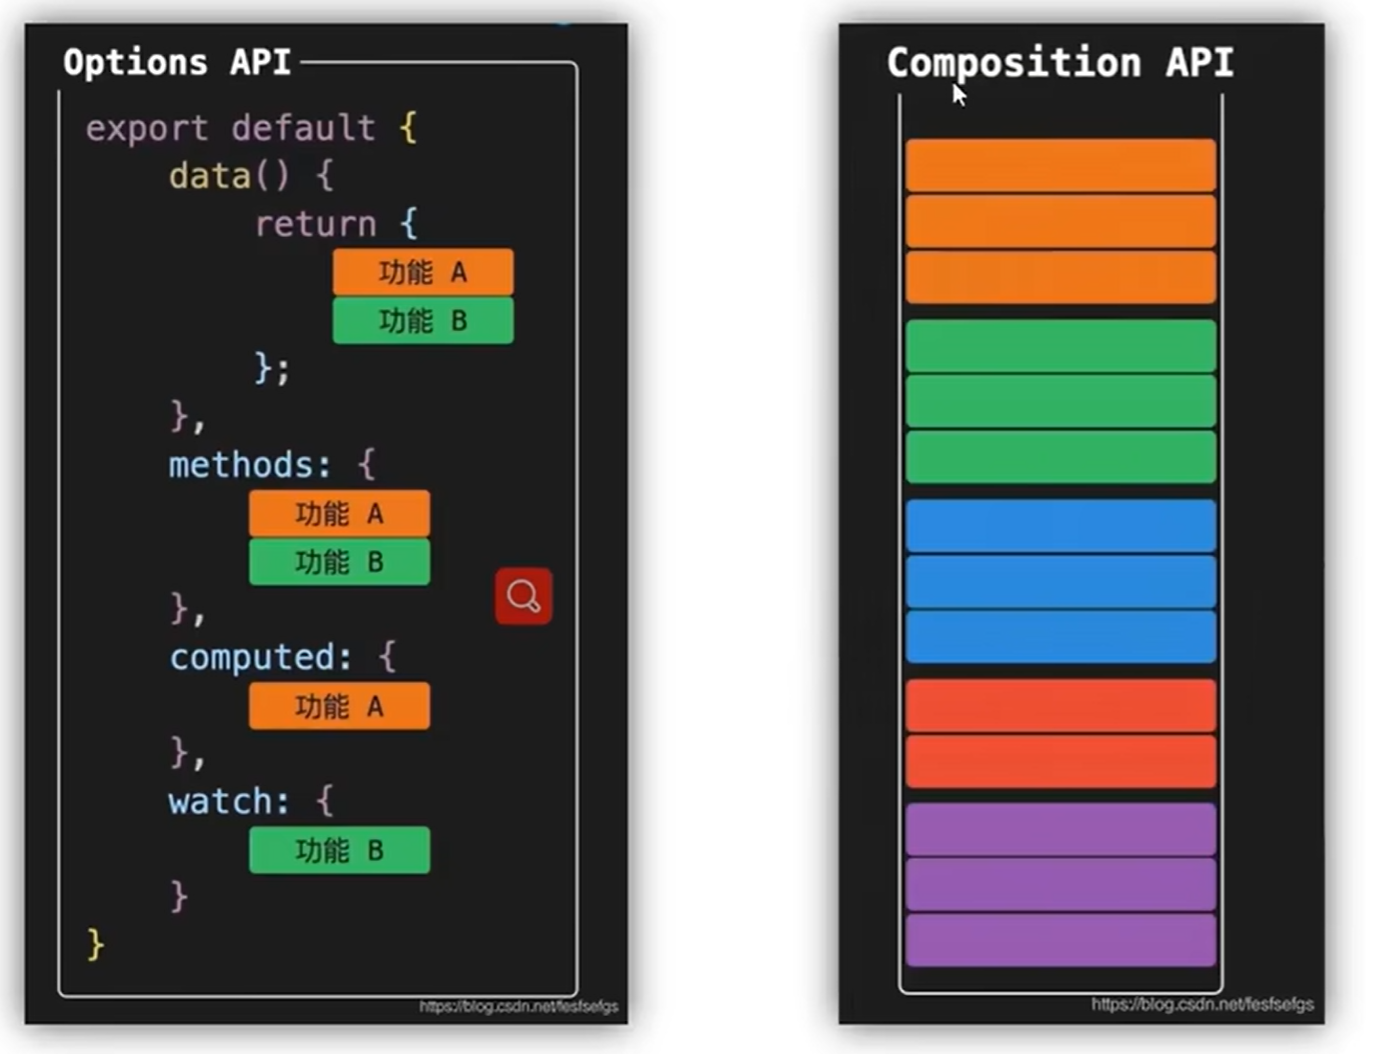 Options API
export default {
data() {
return {
功能 A
功能 B
};
},
methods: {
功能 A
功能 B
},
computed: {
功能 A
},
watch: {
功能 B
}
}
https://blog.csdn.net/fesfsefgs
Composition API
https://blog.csdn.net/fesfsefgs